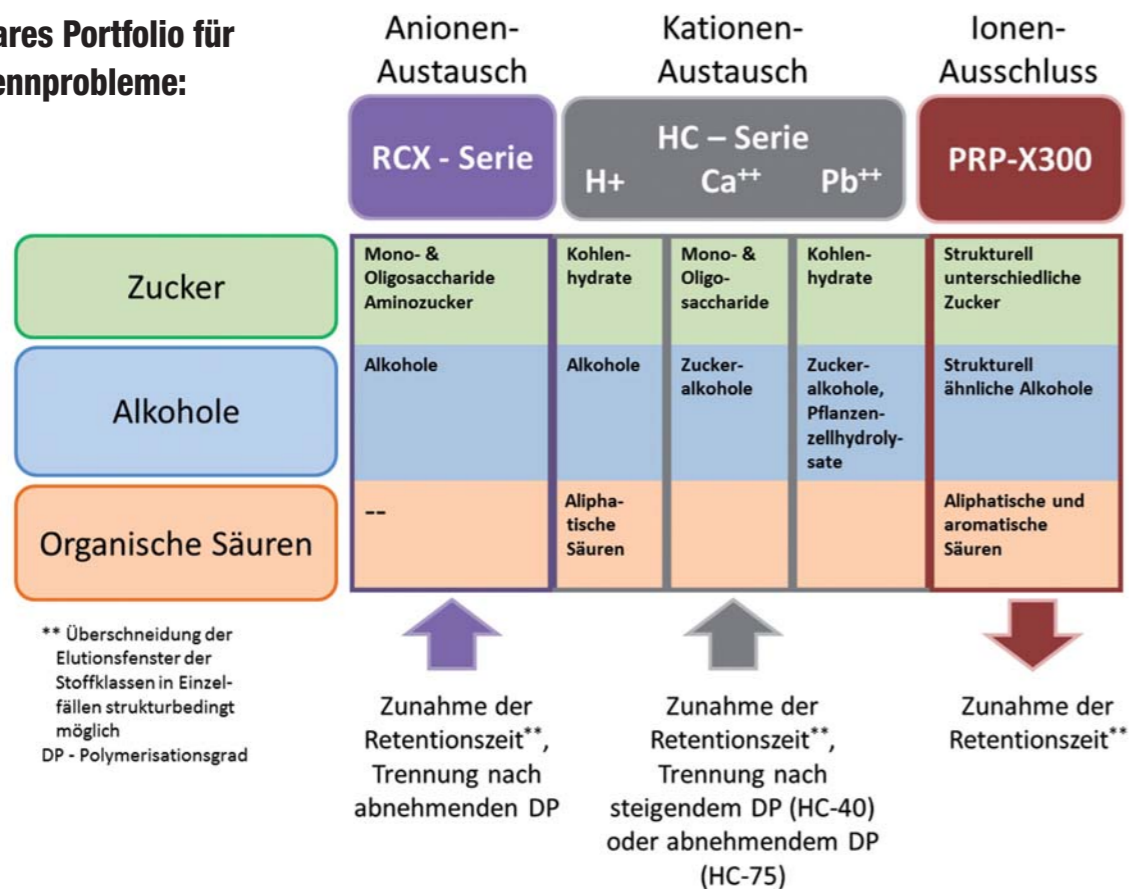 ares Portfolio für
ennprobleme:
Anionen-
Austausch
Kationen-
Austausch
Ionen-
Ausschluss
RCX - Serie
HC – Serie
H+ Ca++ Pb++
PRP-X300
Zucker
Mono- &
Oligosaccharide
Aminozucker
Kohlen-
hydrate
Mono- &
Oligo-
saccharide
Kohlen-
hydrate
Strukturell
unterschiedliche
Zucker
Alkohole
Alkohole
Alkohole
Zucker-
alkohole
Zucker-
alkohole,
Pflanzen-
zellhydroly-
sate
Strukturell
ähnliche Alkohole
Organische Säuren
--
Alipha-
tische
Säuren
Aliphatische und
aromatische
Säuren
** Überschneidung der
Elutionsfenster der
Stoffklassen in Einzel-
fällen strukturbedingt
möglich
DP - Polymerisationsgrad
Zunahme der
Retentionszeit**,
Trennung nach
abnehmenden DP
Zunahme der
Retentionszeit**,
Trennung nach
steigendem DP (HC-40)
oder abnehmendem DP
(HC-75)
Zunahme der
Retentionszeit**